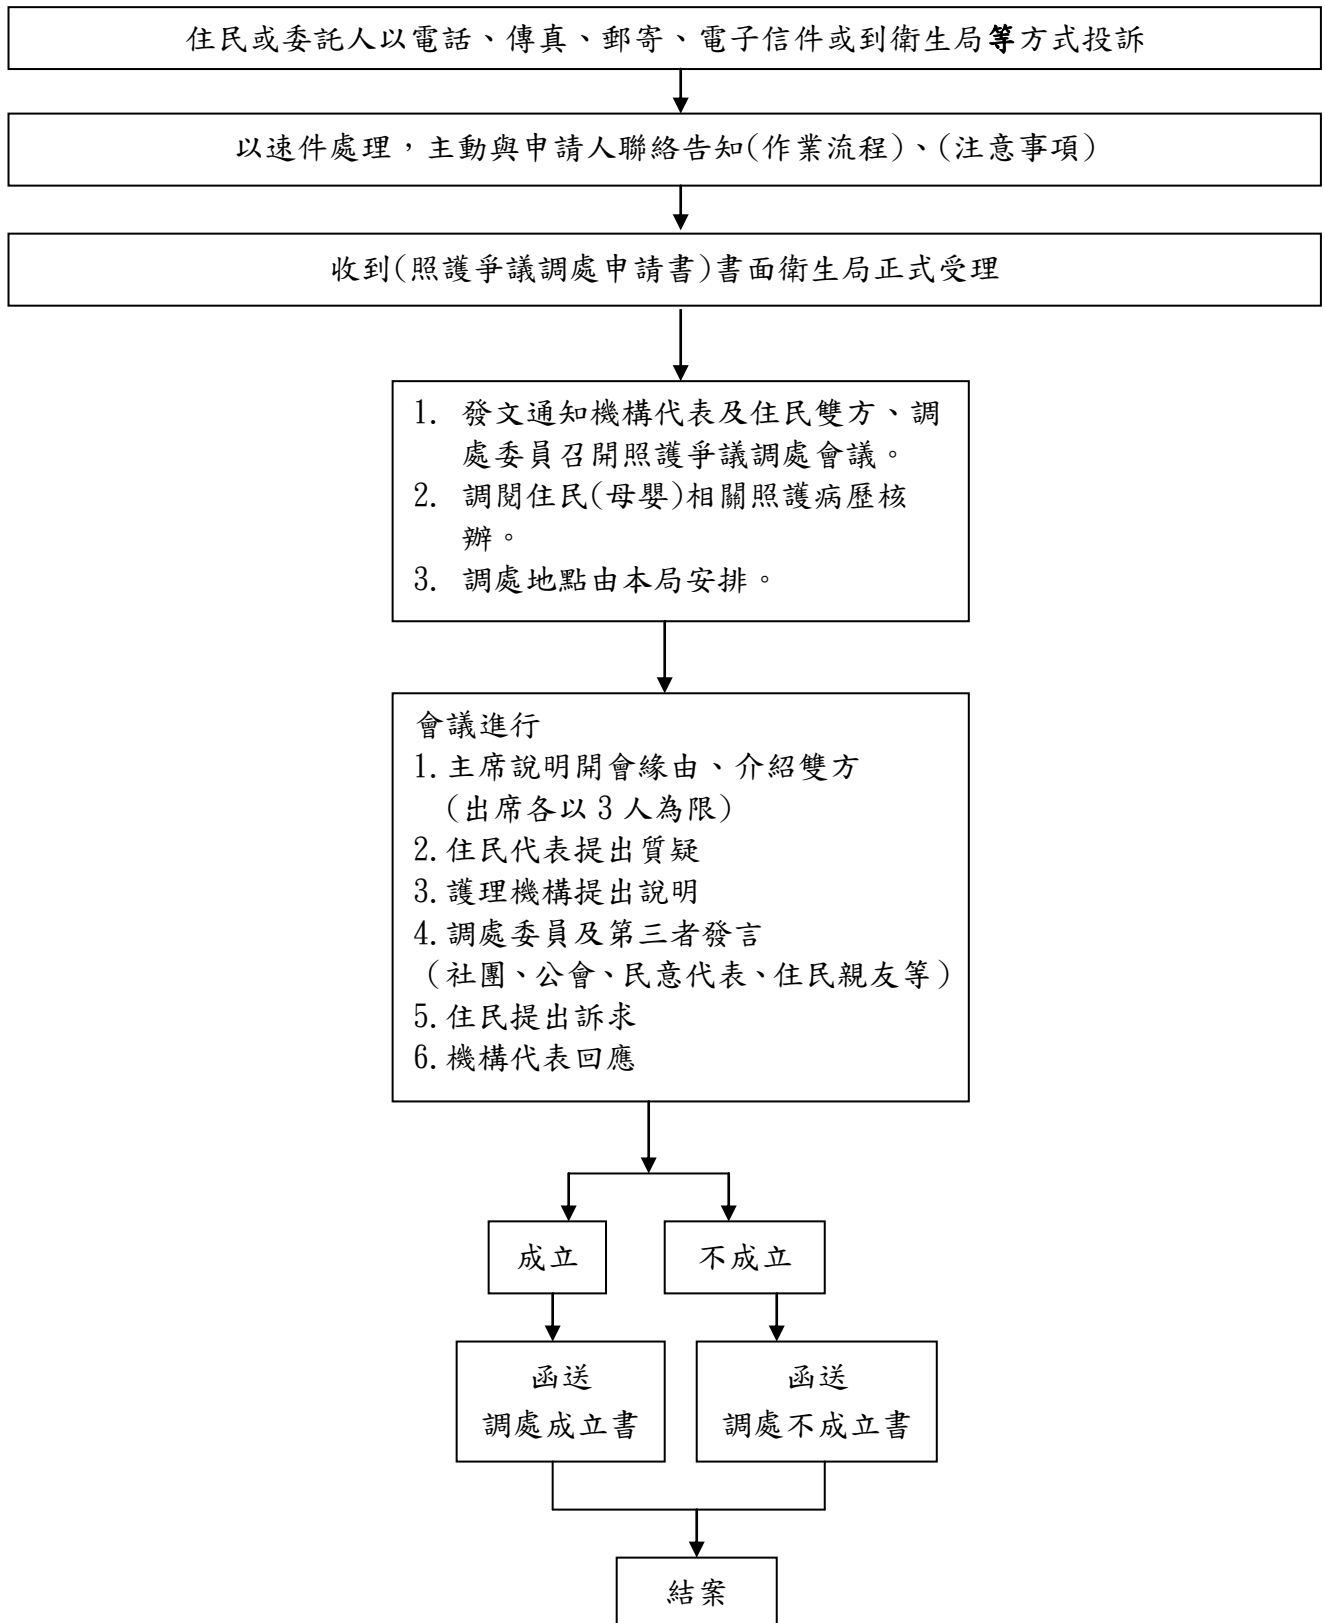 住民或委託人以電話、傳真、郵寄、電子信件或到衛生局等方式投訴
以速件處理，主動與申請人聯絡告知(作業流程)、(注意事項)
收到(照護爭議調處申請書)書面衛生局正式受理
1. 發文通知機構代表及住民雙方、調
處委員召開照護爭議調處會議。
2. 調閱住民(母嬰)相關照護病歷核
辦。
3. 調處地點由本局安排。
會議進行
1.主席說明開會緣由、介紹雙方
(出席各以 3 人為限)
2.住民代表提出質疑
3.護理機構提出說明
4.調處委員及第三者發言
(社團、公會、民意代表、住民親友等)
5.住民提出訴求
6.機構代表回應
成立
不成立
函送
調處成立書
函送
調處不成立書
結案